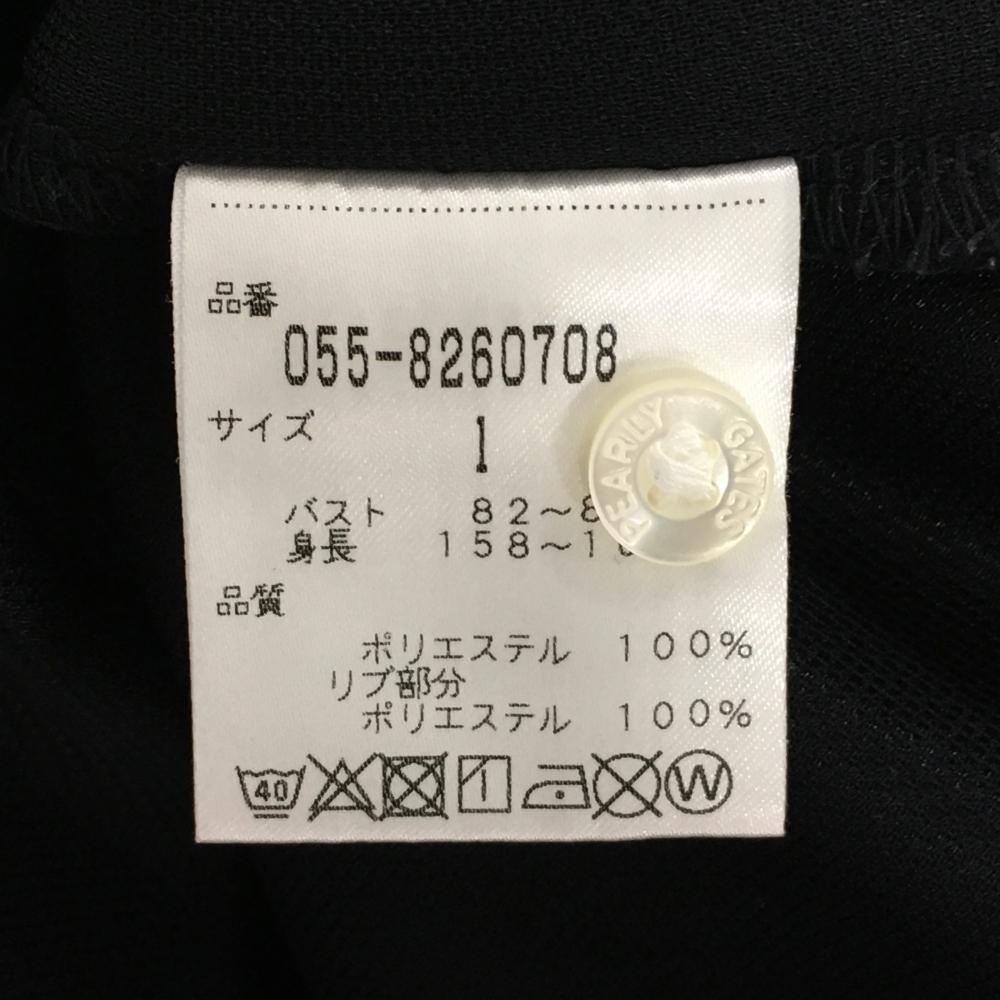 品番
055-8260708
サイズ
1
バスト 82~8
身長 158~1
品質
ポリエステル 100%
リブ部分
ポリエステル 100%
40
W
PEARLY GATES